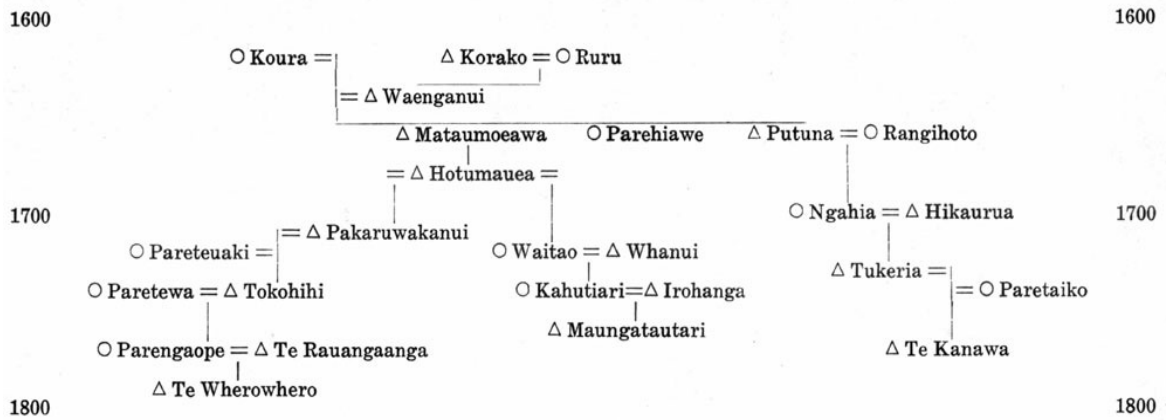 1600 1600
○ Koura = △ Korako = ○ Ruru
= △ Waenganui
△ Mataumoeawa ○ Parehiawe △ Putuna = ○ Rangihoto
= △ Hotumauea =
1700 ○ Ngahia = △ Hikaurua 1700
= △ Pakaruwakanui
○ Pareteuaki = ○ Waitao = △ Whanui
△ Tukeria =
○ Paretewa = △ Tokohihi ○ Kahutiari = △ Irohanga = ○ Paretaiko
△ Maungatautari
○ Parengaope = △ Te Rauangaanga △ Te Kanawa
△ Te Wherowhero
1800 1800